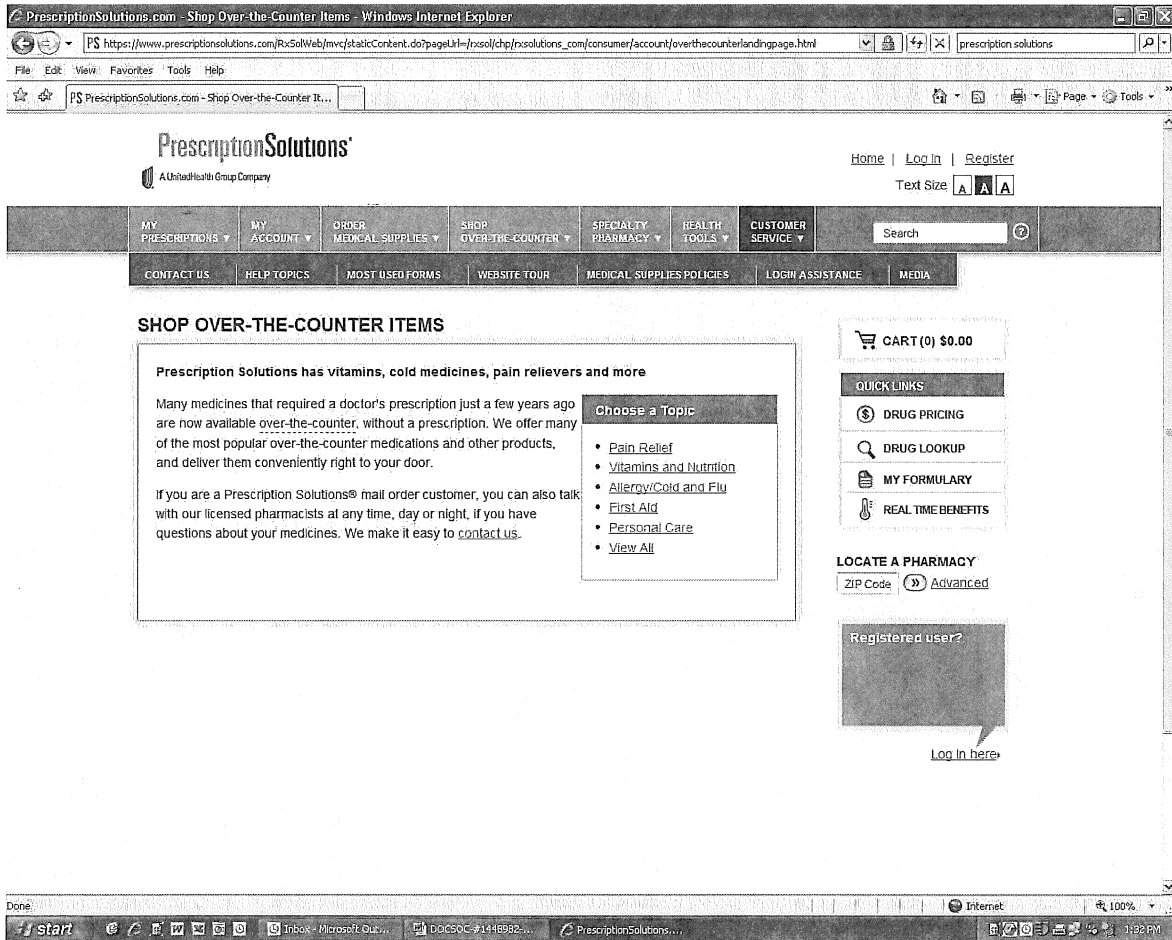 PrescriptionSolutions.com - Shop Over-the-Counter Items - Windows Internet Explorer
PS https://www.prescriptionsolutions.com/RxSolWeb/mvc/staticContent.do?pageUrl=/rxsol/chp/rxsolutions_com/consumer/account/overthecounterlandingpage.html
prescription solutions
File Edit View Favorites Tools Help
PS PrescriptionSolutions.com - Shop Over-the-Counter It...
Page Tools
PrescriptionSolutions
A UnitedHealth Group Company
Home | Log In | Register
Text Size A A A
MY PRESCRIPTIONS ▼
MY ACCOUNT ▼
ORDER MEDICAL SUPPLIES ▼
SHOP OVER-THE-COUNTER ▼
SPECIALTY PHARMACY ▼
HEALTH TOOLS ▼
CUSTOMER SERVICE ▼
Search
?
CONTACT US | HELP TOPICS | MOST USED FORMS | WEBSITE TOUR | MEDICAL SUPPLIES POLICIES | LOGIN ASSISTANCE | MEDIA
SHOP OVER-THE-COUNTER ITEMS
Prescription Solutions has vitamins, cold medicines, pain relievers and more
Many medicines that required a doctor's prescription just a few years ago
are now available over-the-counter, without a prescription. We offer many
of the most popular over-the-counter medications and other products,
and deliver them conveniently right to your door.
If you are a Prescription Solutions® mail order customer, you can also talk
with our licensed pharmacists at any time, day or night, if you have
questions about your medicines. We make it easy to contact us.
Choose a Topic
• Pain Relief
• Vitamins and Nutrition
• Allergy/Cold and Flu
• First Aid
• Personal Care
• View All
CART (0) $0.00
QUICK LINKS
DRUG PRICING
DRUG LOOKUP
MY FORMULARY
REAL TIME BENEFITS
LOCATE A PHARMACY
ZIP Code » Advanced
Registered user?
Log in here
Done
Internet
100%
start
Inbox - Microsoft Out...
DOCSOC-#1448982-...
PrescriptionSolutions....
1:32 PM